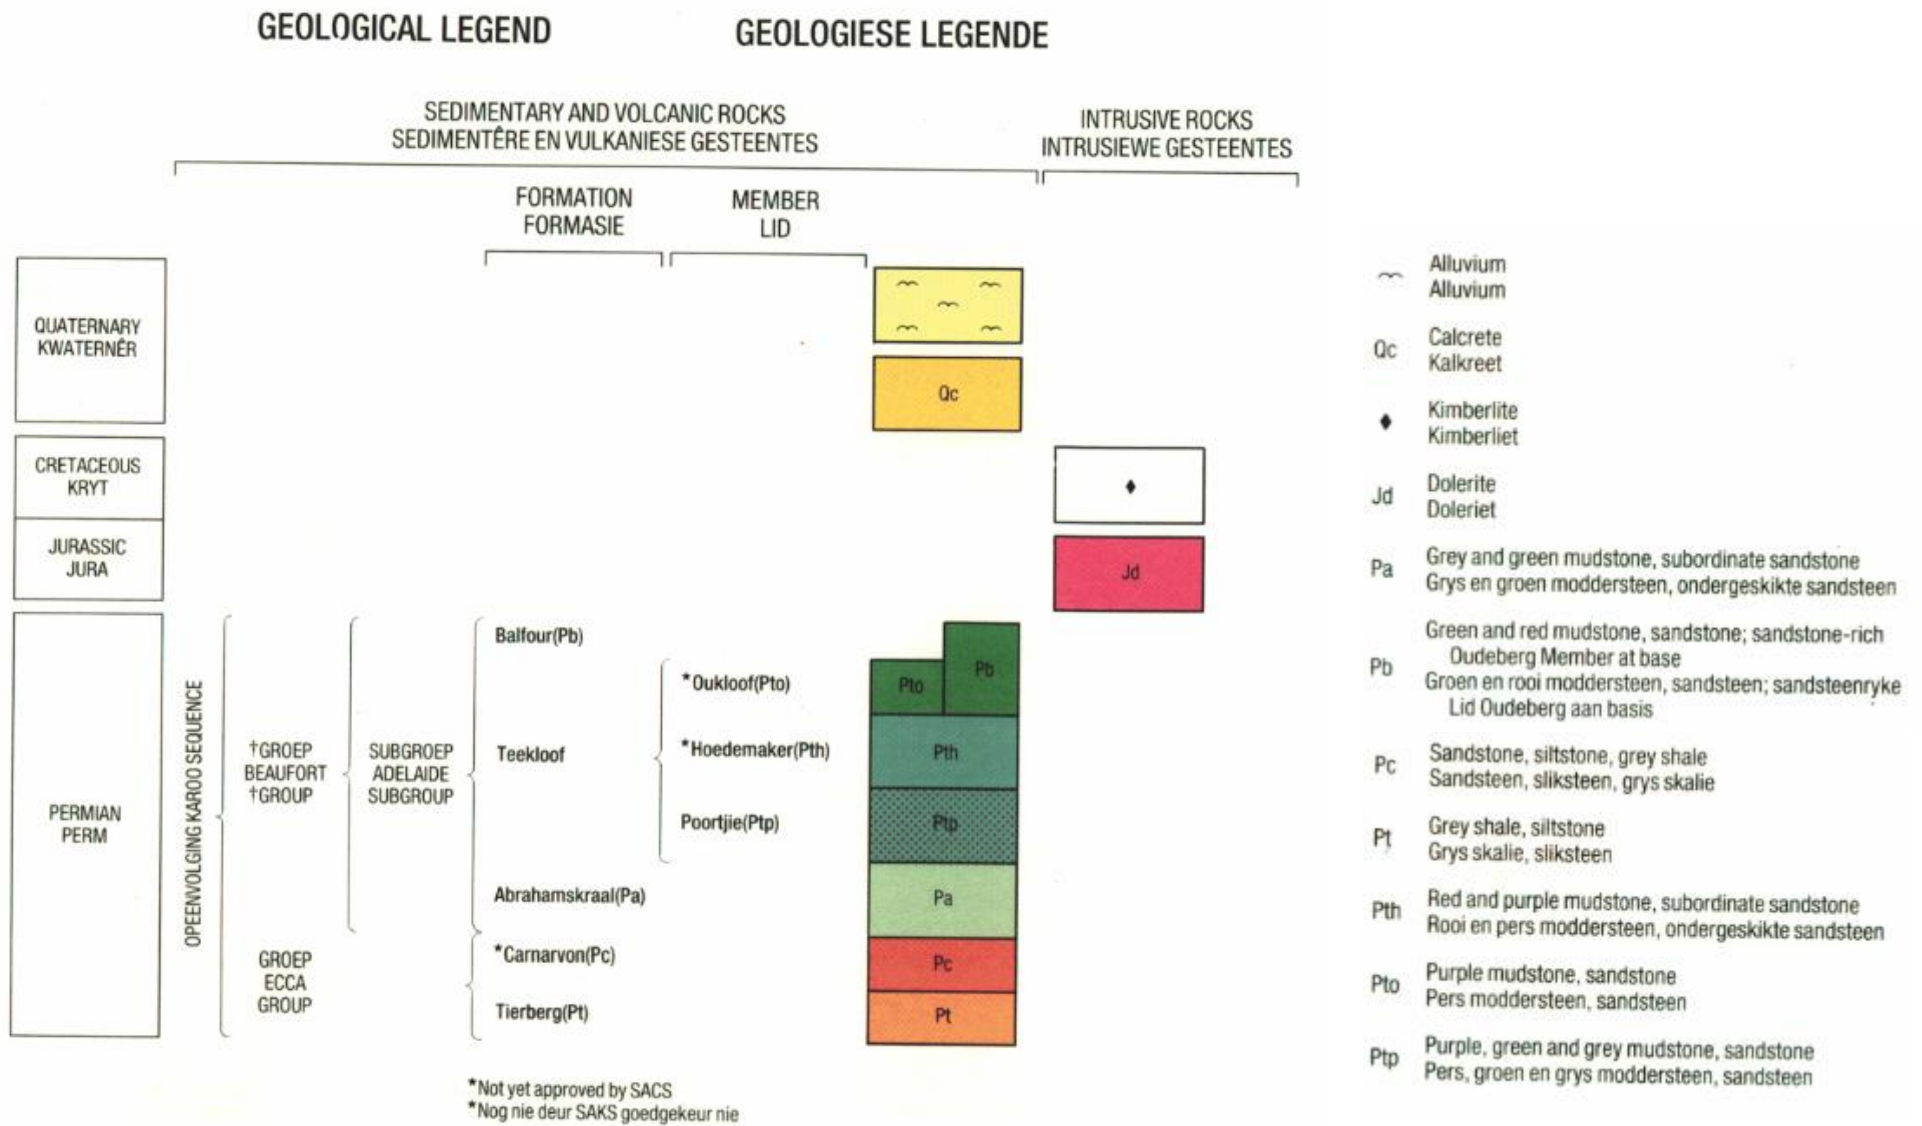 GEOLOGICAL LEGEND
GEOLOGIESE LEGENDE
SEDIMENTARY AND VOLCANIC ROCKS
SEDIMENTÊRE EN VULKANIESE GESTEENTES
INTRUSIVE ROCKS
INTRUSIEWE GESTEENTES
FORMATION
FORMASIE
MEMBER
LID
QUATERNARY
KWATERNÊR
CRETACEOUS
KRYT
JURASSIC
JURA
PERMIAN
PERM
OPEENVOLGING KAROO SEQUENCE
†GROEP
BEAUFORT
†GROUP
GROEP
ECCA
GROUP
SUBGROEP
ADELAIDE
SUBGROUP
Balfour(Pb)
Teekloof
Abrahamskraal(Pa)
*Carnarvon(Pc)
Tierberg(Pt)
*Oukloof(Pto)
*Hoedemaker(Pth)
Poortjie(Ptp)
Qc
Jd
Pto
Pb
Pth
Ptp
Pa
Pc
Pt
*Not yet approved by SACS
*Nog nie deur SAKS goedgekeur nie
Alluvium
Alluvium
Qc
Calcrete
Kalkreet
Kimberlite
Kimberliet
Jd
Dolerite
Doleriet
Pa
Grey and green mudstone, subordinate sandstone
Grys en groen moddersteen, ondergeskikte sandsteen
Pb
Green and red mudstone, sandstone; sandstone-rich
Oudeberg Member at base
Groen en rooi moddersteen, sandsteen; sandsteenryke
Lid Oudeberg aan basis
Pc
Sandstone, siltstone, grey shale
Sandsteen, sliksteen, grys skalie
Pt
Grey shale, siltstone
Grys skalie, sliksteen
Pth
Red and purple mudstone, subordinate sandstone
Rooi en pers moddersteen, ondergeskikte sandsteen
Pto
Purple mudstone, sandstone
Pers moddersteen, sandsteen
Ptp
Purple, green and grey mudstone, sandstone
Pers, groen en grys moddersteen, sandsteen